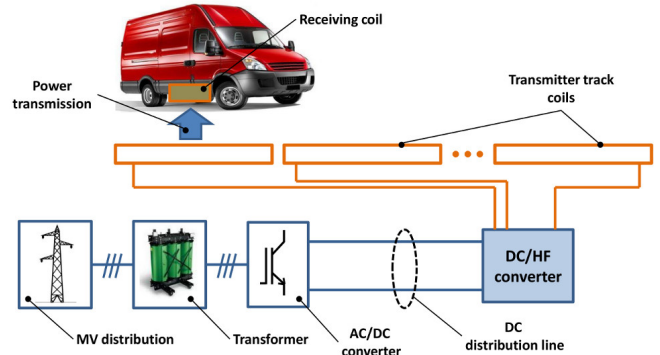 Receiving coil
Power
transmission
Transmitter track
coils
DC/HF
converter
MV distribution
Transformer
AC/DC
converter
DC
distribution line